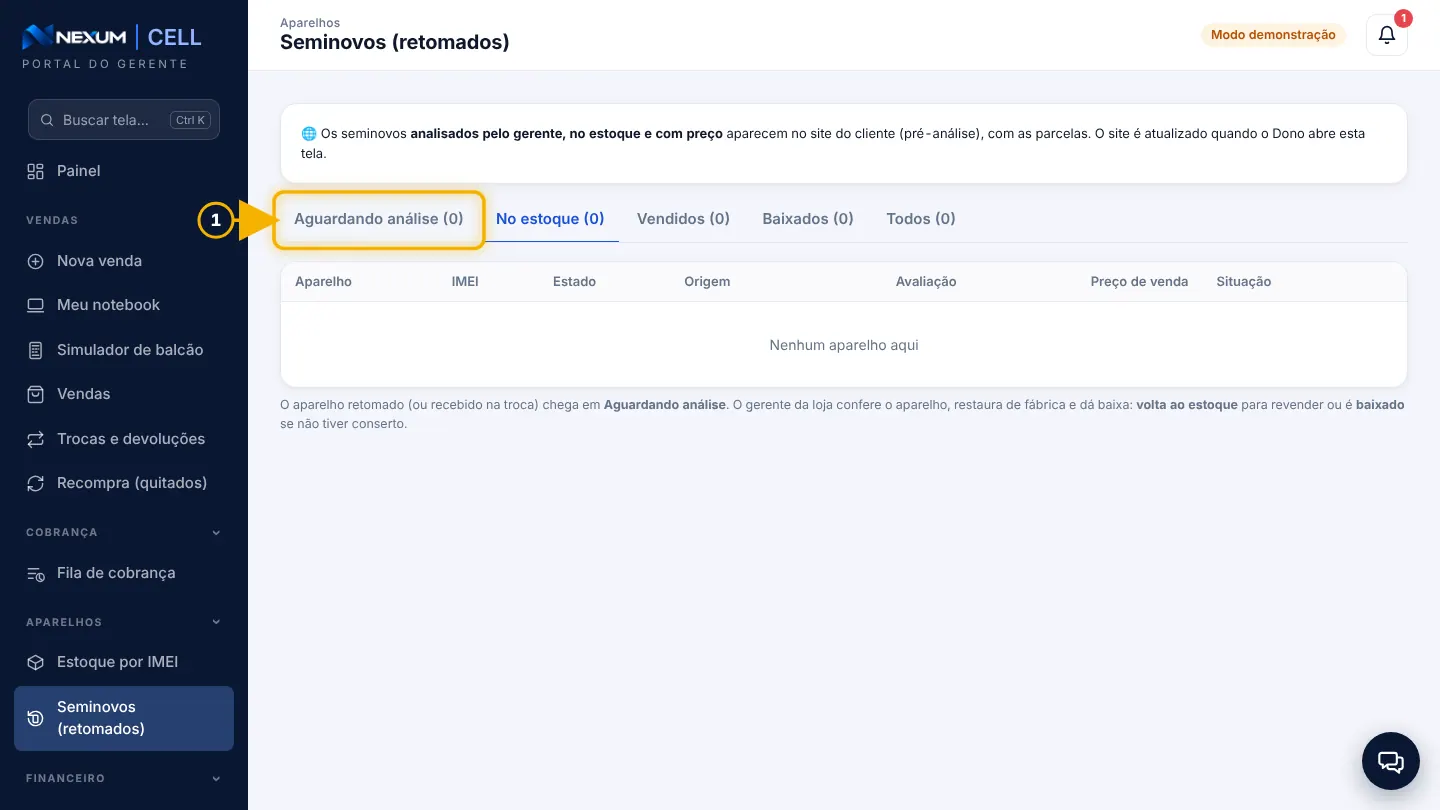 NEXUM | CELL
PORTAL DO GERENTE
Buscar tela... Ctrl K
Painel
VENDAS
Nova venda
Meu notebook
Simulador de balcão
Vendas
Trocas e devoluções
Recompra (quitados)
COBRANÇA
Fila de cobrança
APARELHOS
Estoque por IMEI
Seminovos
(retomados)
FINANCEIRO
Aparelhos
Seminovos (retomados)
Modo demonstração
1
🌐 Os seminovos analisados pelo gerente, no estoque e com preço aparecem no site do cliente (pré-análise), com as parcelas. O site é atualizado quando o Dono abre esta
tela.
1
Aguardando análise (0) No estoque (0) Vendidos (0) Baixados (0) Todos (0)
Aparelho IMEI Estado Origem Avaliação Preço de venda Situação
Nenhum aparelho aqui
O aparelho retomado (ou recebido na troca) chega em Aguardando análise. O gerente da loja confere o aparelho, restaura de fábrica e dá baixa: volta ao estoque para revender ou é baixado
se não tiver conserto.